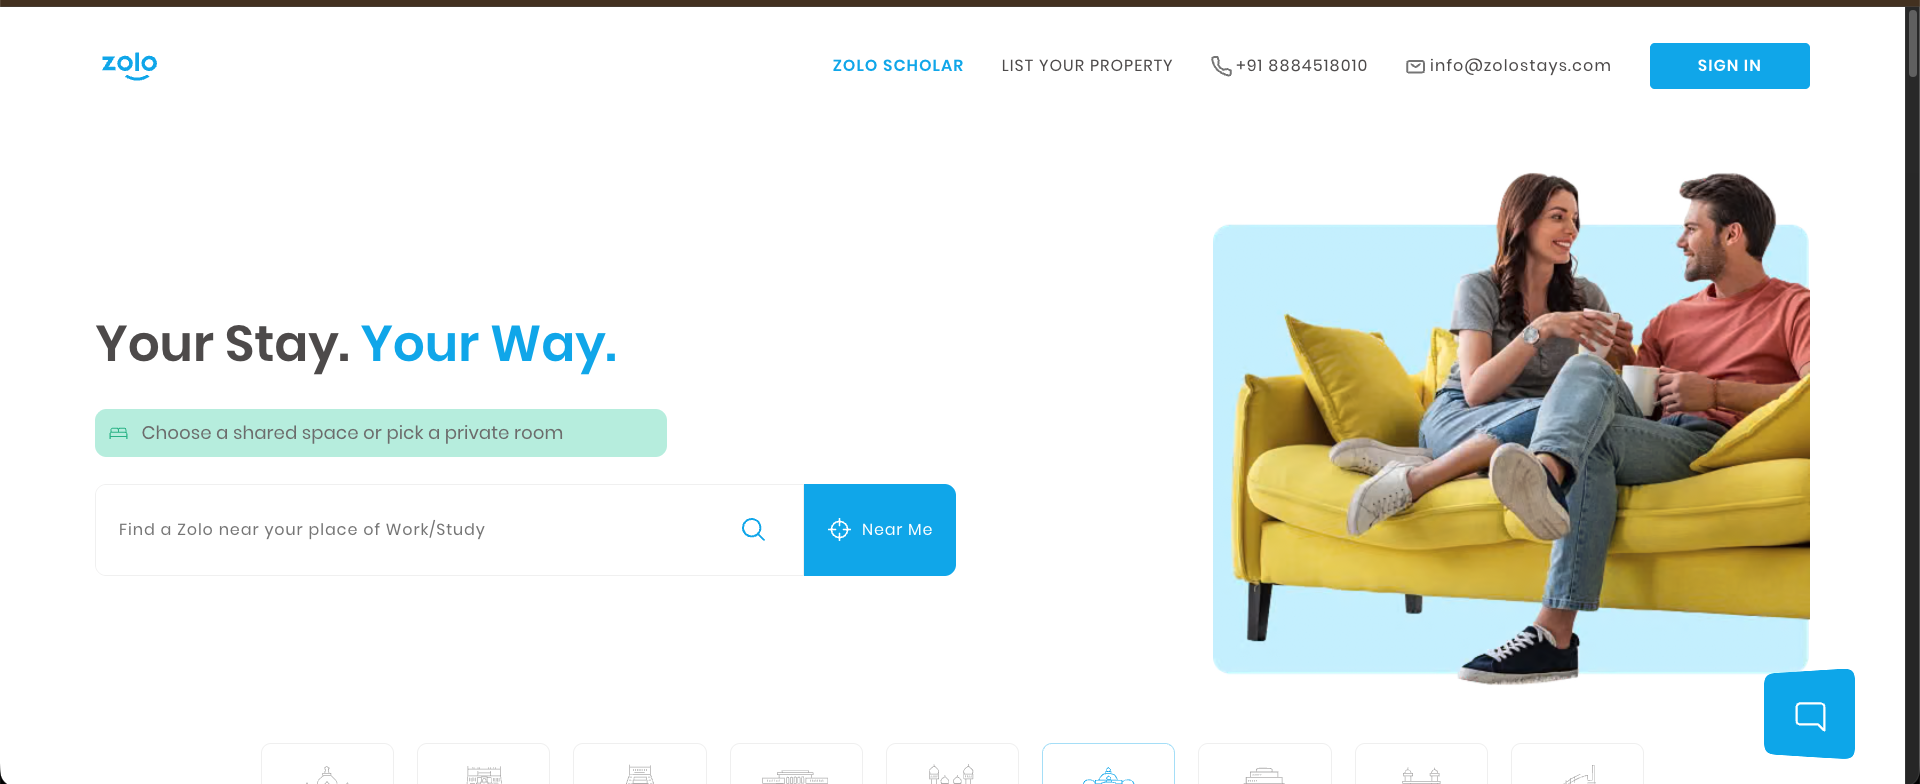 zolo
ZOLO SCHOLAR
LIST YOUR PROPERTY
+91 8884518010
info@zolostays.com
SIGN IN
Your Stay. Your Way.
Choose a shared space or pick a private room
Find a Zolo near your place of Work/Study
Near Me